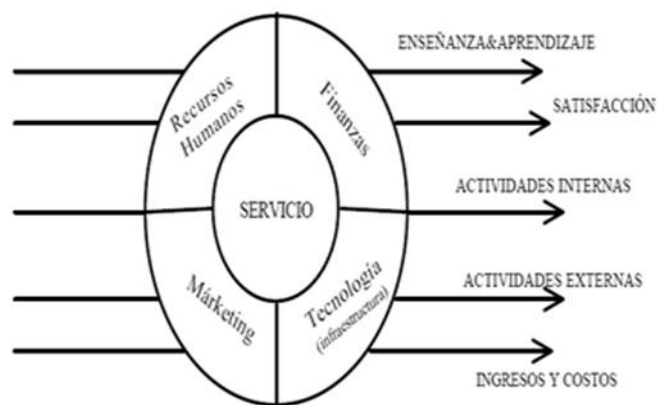 ENSEÑANZA&APRENDIZAJE
SATISFACCIÓN
Recursos
Humanos
Finanzas
SERVICIO
ACTIVIDADES INTERNAS
Márketing
Tecnología
(infraestructura)
ACTIVIDADES EXTERNAS
INGRESOS Y COSTOS